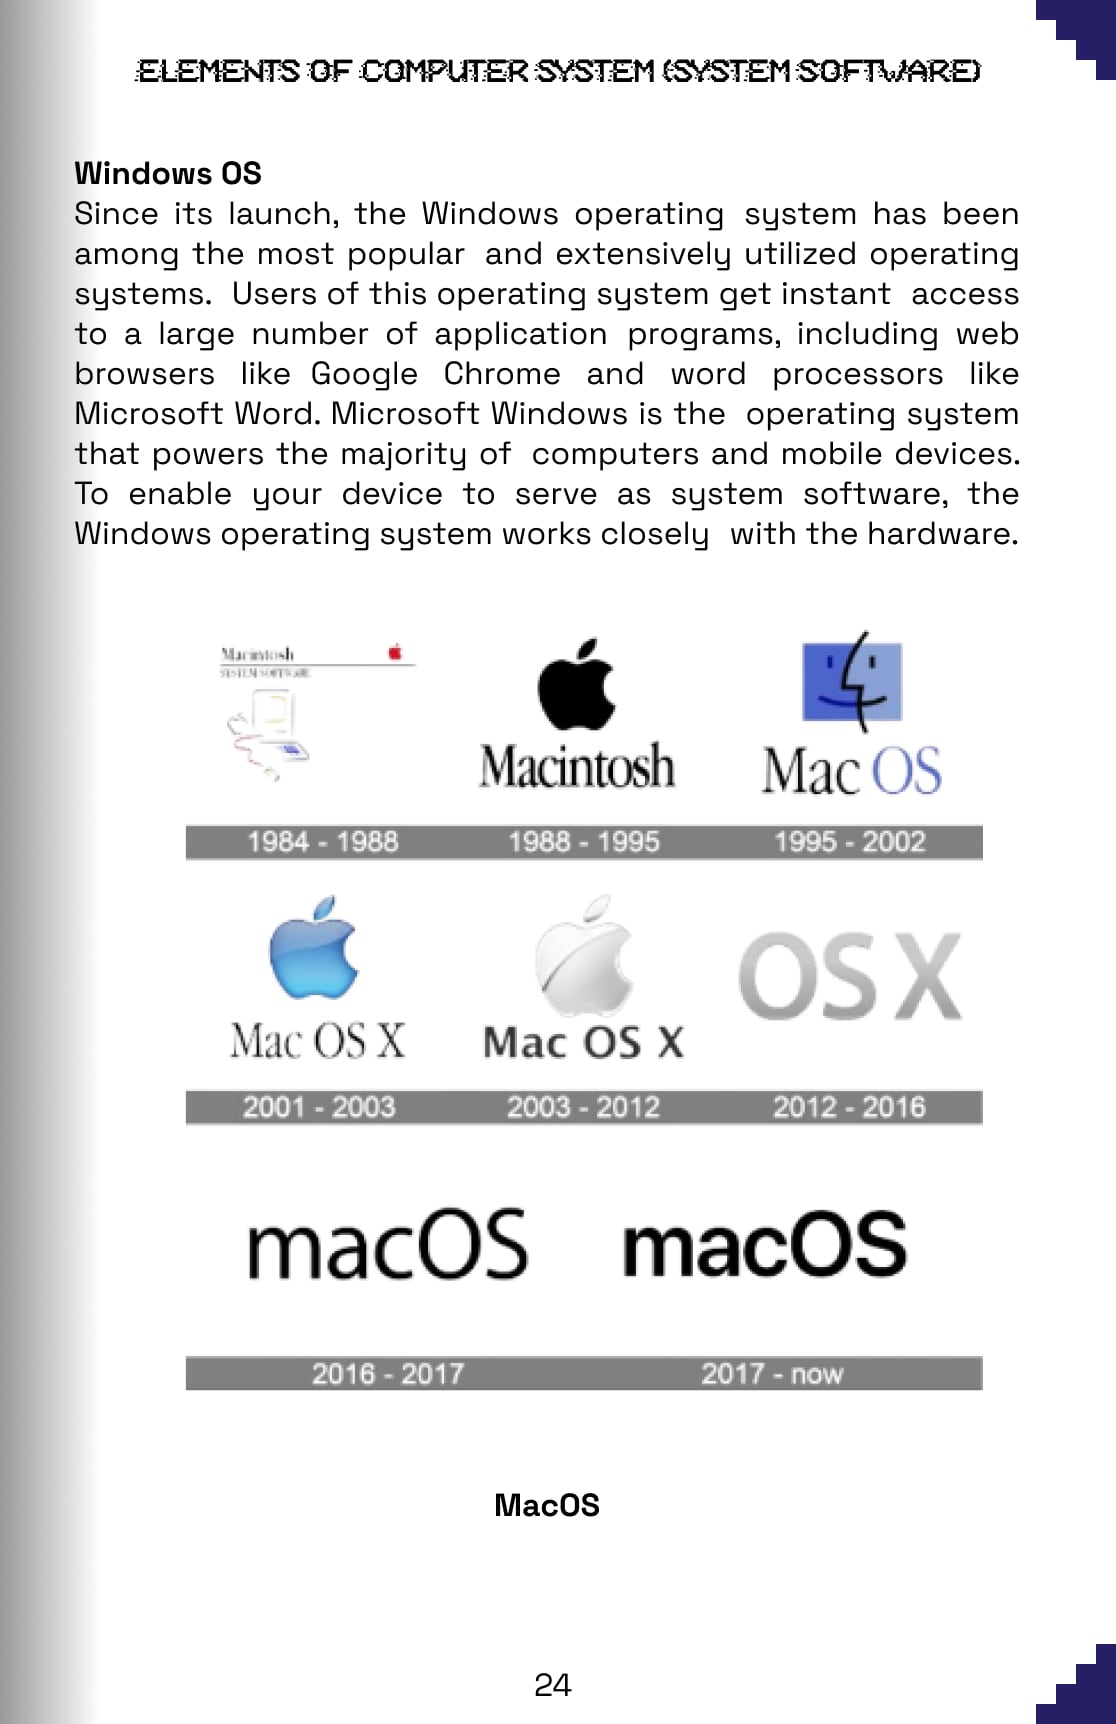 ELEMENTS OF COMPUTER SYSTEM (SYSTEM SOFTWARE)
Windows OS
Since its launch, the Windows operating system has been
among the most popular and extensively utilized operating
systems. Users of this operating system get instant access
to a large number of application programs, including web
browsers like Google Chrome and word processors like
Microsoft Word. Microsoft Windows is the operating system
that powers the majority of computers and mobile devices.
To enable your device to serve as system software, the
Windows operating system works closely with the hardware.
Macintosh
SYSTEM SOFTWARE
Macintosh
Mac OS
1984 - 1988
1988 - 1995
1995 - 2002
Mac OS X
Mac OS X
OS X
2001 - 2003
2003 - 2012
2012 - 2016
macOS
macOS
2016 - 2017
2017 - now
MacOS
24